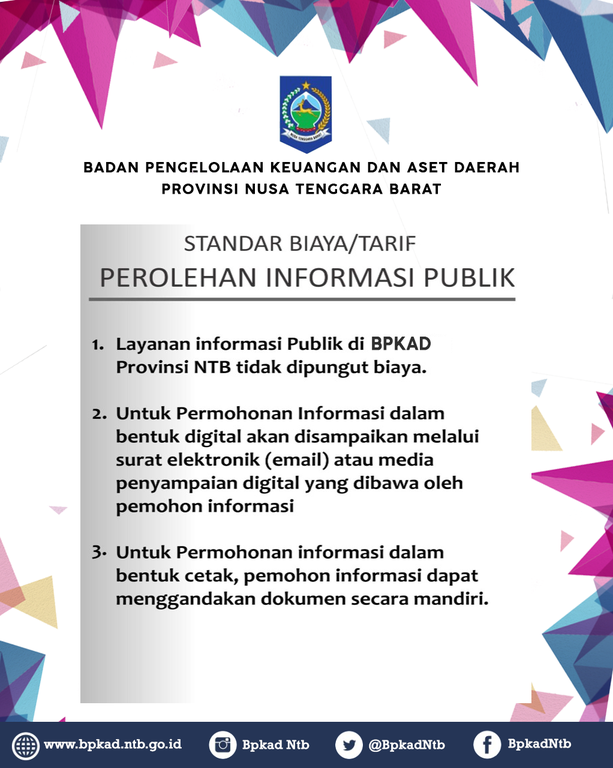 BADAN PENGELOLAAN KEUANGAN DAN ASET DAERAH
PROVINSI NUSA TENGGARA BARAT
STANDAR BIAYA/TARIF
PEROLEHAN INFORMASI PUBLIK
1. Layanan informasi Publik di BPKAD
Provinsi NTB tidak dipungut biaya.
2. Untuk Permohonan Informasi dalam
bentuk digital akan disampaikan melalui
surat elektronik (email) atau media
penyampaian digital yang dibawa oleh
pemohon informasi
3. Untuk Permohonan informasi dalam
bentuk cetak, pemohon informasi dapat
menggandakan dokumen secara mandiri.
www.bpkad.ntb.go.id Bpkad Ntb @BpkadNtb BpkadNtb